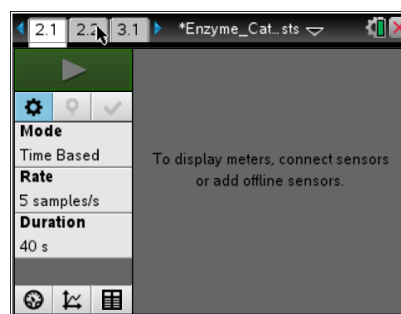 2.1 2.2 3.1 *Enzyme_Cat…sts
Mode
Time Based
Rate
5 samples/s
Duration
40 s
To display meters, connect sensors
or add offline sensors.